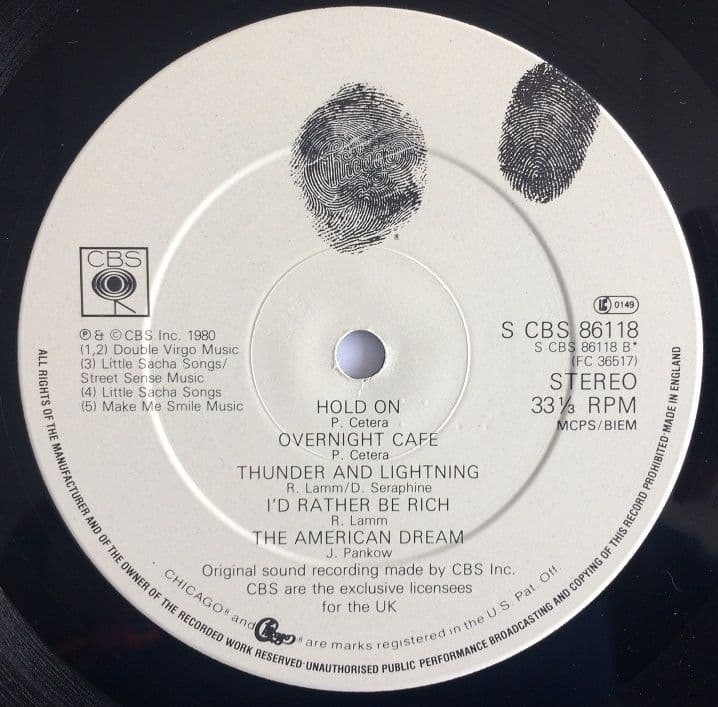 Chicago
®
CBS
LC 0149
℗ & © CBS Inc. 1980
(1,2) Double Virgo Music
(3) Little Sacha Songs/
Street Sense Music
(4) Little Sacha Songs
(5) Make Me Smile Music
S CBS 86118
S CBS 86118 B*
(FC 36517)
STEREO
33⅓ RPM
MCPS/BIEM
HOLD ON
P. Cetera
OVERNIGHT CAFE
P. Cetera
THUNDER AND LIGHTNING
R. Lamm/D. Seraphine
I'D RATHER BE RICH
R. Lamm
THE AMERICAN DREAM
J. Pankow
Original sound recording made by CBS Inc.
CBS are the exclusive licensees
for the UK
CHICAGO® and Chicago® are marks registered in the U.S. Pat. Off.
ALL RIGHTS OF THE MANUFACTURER AND OF THE OWNER OF THE RECORDED WORK RESERVED·UNAUTHORISED PUBLIC PERFORMANCE BROADCASTING AND COPYING OF THIS RECORD PROHIBITED·MADE IN ENGLAND